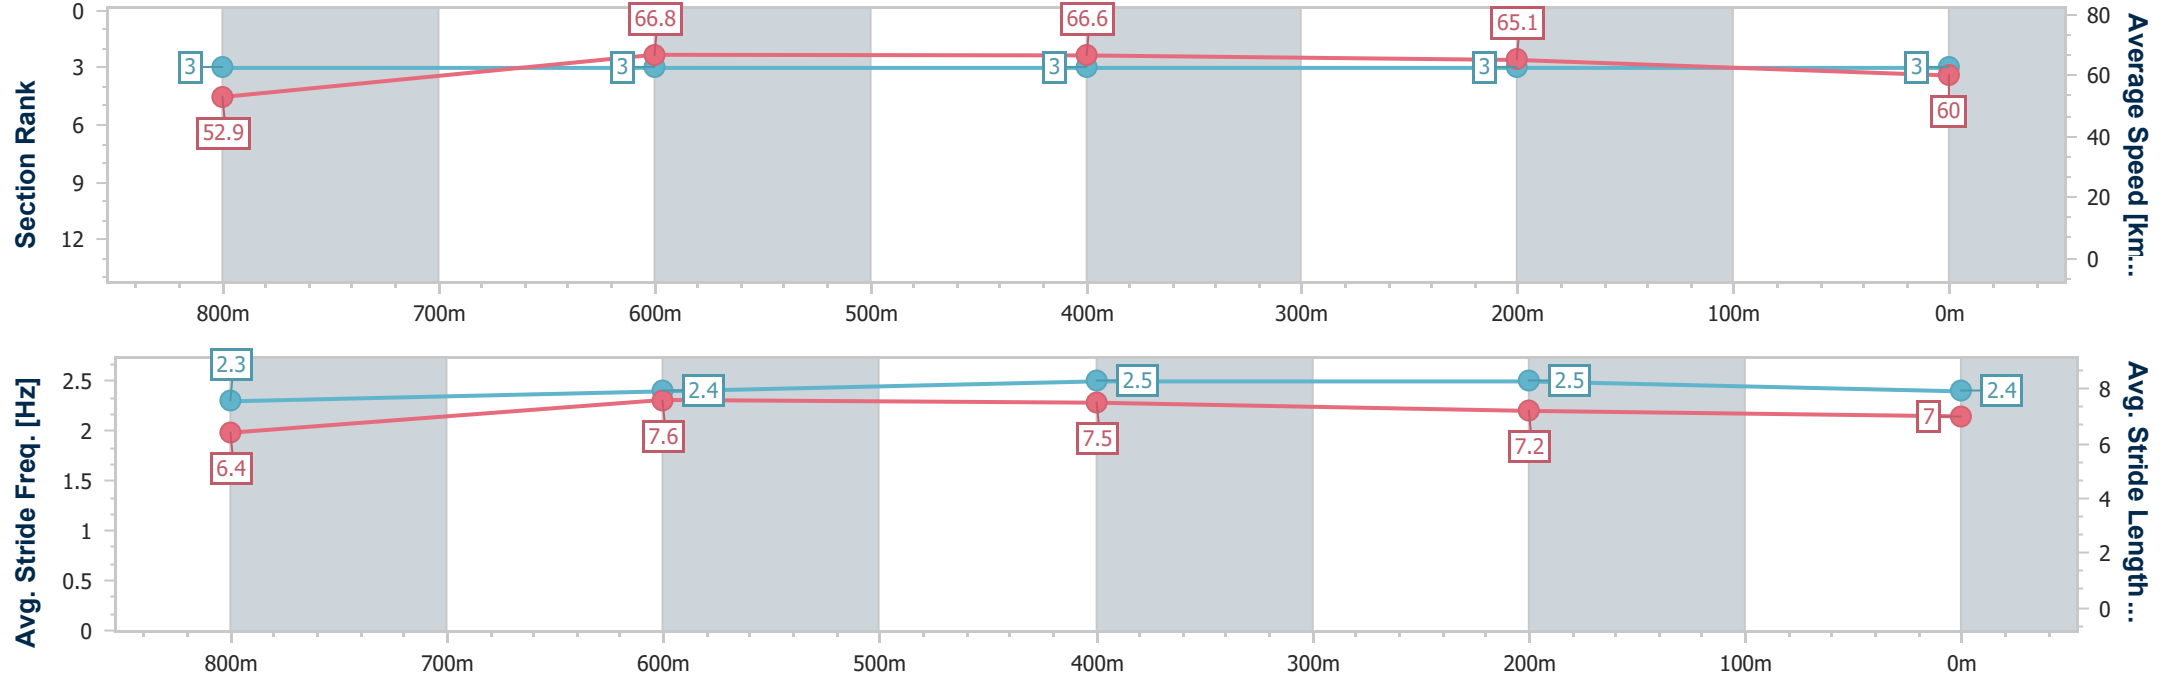 Section Rank
0
3
6
9
12
3
52.9
3
66.8
3
66.6
3
65.1
3
60
80
60
40
20
0
Average Speed [km...
800m
700m
600m
500m
400m
300m
200m
100m
0m
Avg. Stride Freq. [Hz]
2.5
2
1.5
1
0.5
0
2.3
6.4
2.4
7.6
2.5
7.5
2.5
7.2
2.4
7
8
6
4
2
0
Avg. Stride Length ...
800m
700m
600m
500m
400m
300m
200m
100m
0m